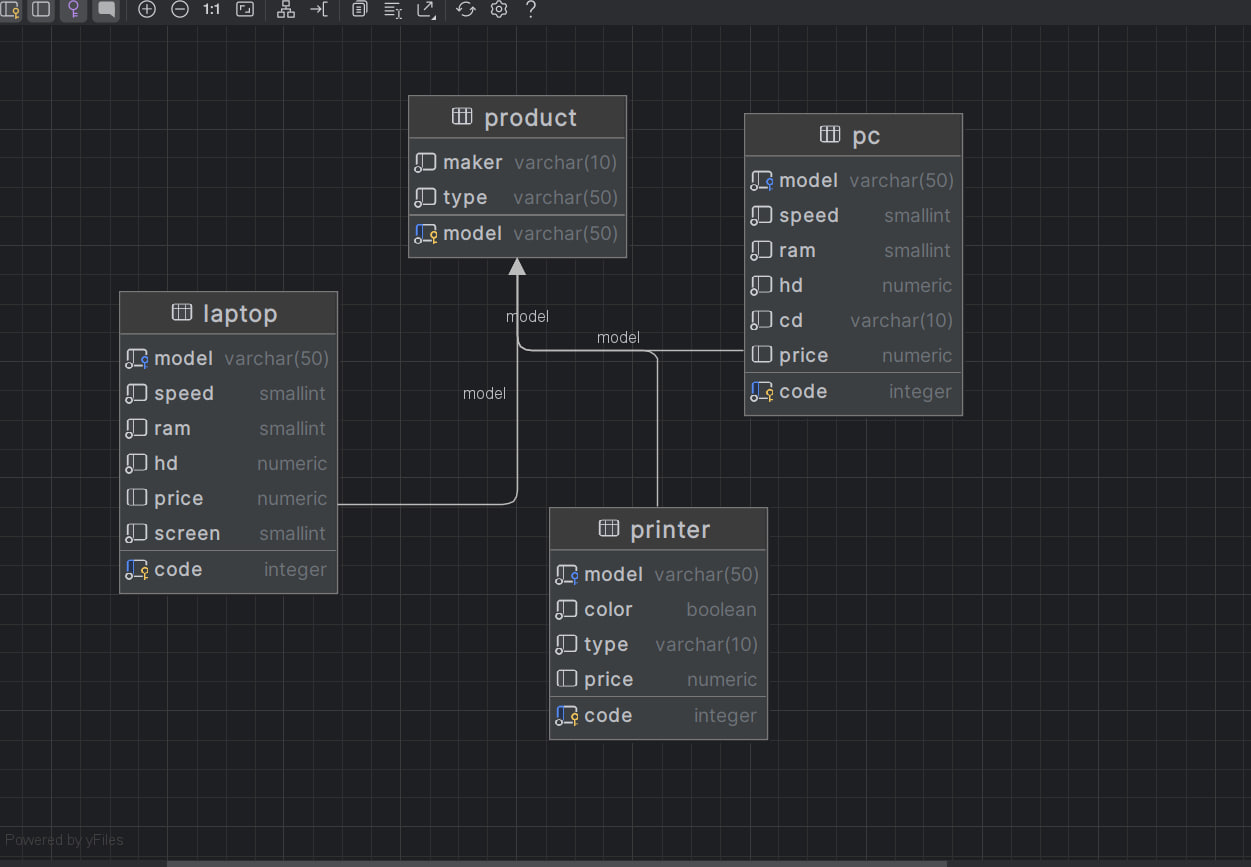 1:1
product
maker varchar(10)
type varchar(50)
model varchar(50)
pc
model varchar(50)
speed smallint
ram smallint
hd numeric
cd varchar(10)
price numeric
code integer
laptop
model varchar(50)
speed smallint
ram smallint
hd numeric
price numeric
screen smallint
code integer
model
model
model
printer
model varchar(50)
color boolean
type varchar(10)
price numeric
code integer
Powered by yFiles